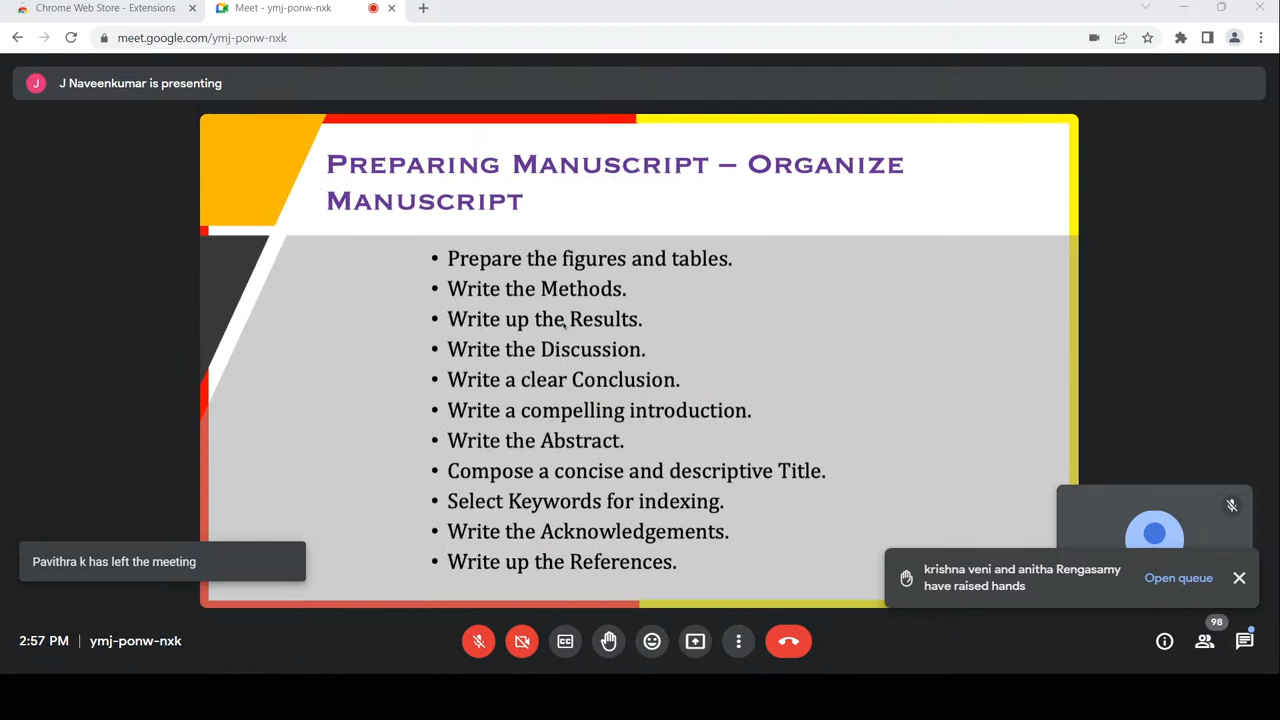 Chrome Web Store - Extensions
Meet - ymj-ponw-nxk
meet.google.com/ymj-ponw-nxk
J
J Naveenkumar is presenting
Preparing Manuscript – Organize
Manuscript
• Prepare the figures and tables.
• Write the Methods.
• Write up the Results.
• Write the Discussion.
• Write a clear Conclusion.
• Write a compelling introduction.
• Write the Abstract.
• Compose a concise and descriptive Title.
• Select Keywords for indexing.
• Write the Acknowledgements.
• Write up the References.
Pavithra k has left the meeting
krishna veni and anitha Rengasamy
have raised hands
Open queue
2:57 PM | ymj-ponw-nxk
CC
98